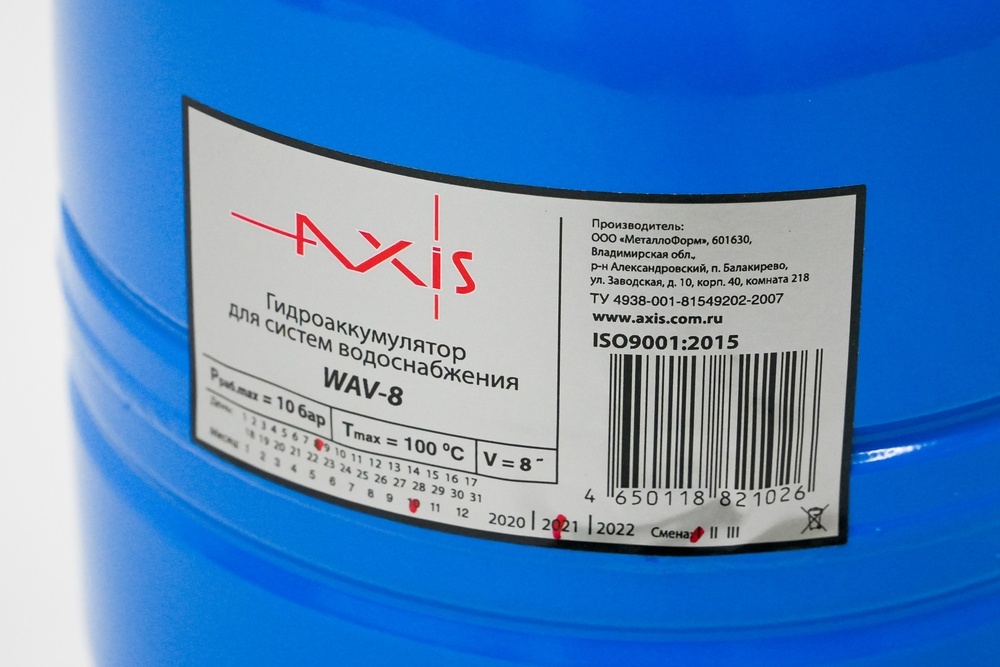 AXIS
Гидроаккумулятор
для систем водоснабжения
WAV-8
Pраб.max = 10 бар
Tmax = 100 ºC
V = 8
День: 1 2 3 4 5 6 7 8 9 10 11 12 13 14 15 16 17
18 19 20 21 22 23 24 25 26 27 28 29 30 31
Месяц: 1 2 3 4 5 6 7 8 9 10 11 12 2020 | 2021 | 2022 Смена: I II III
Производитель:
ООО «МеталлоФорм», 601630,
Владимирская обл.,
р-н Александровский, п. Балакирево,
ул. Заводская, д. 10, корп. 40, комната 218
ТУ 4938-001-81549202-2007
www.axis.com.ru
ISO9001:2015
4 650118 821026